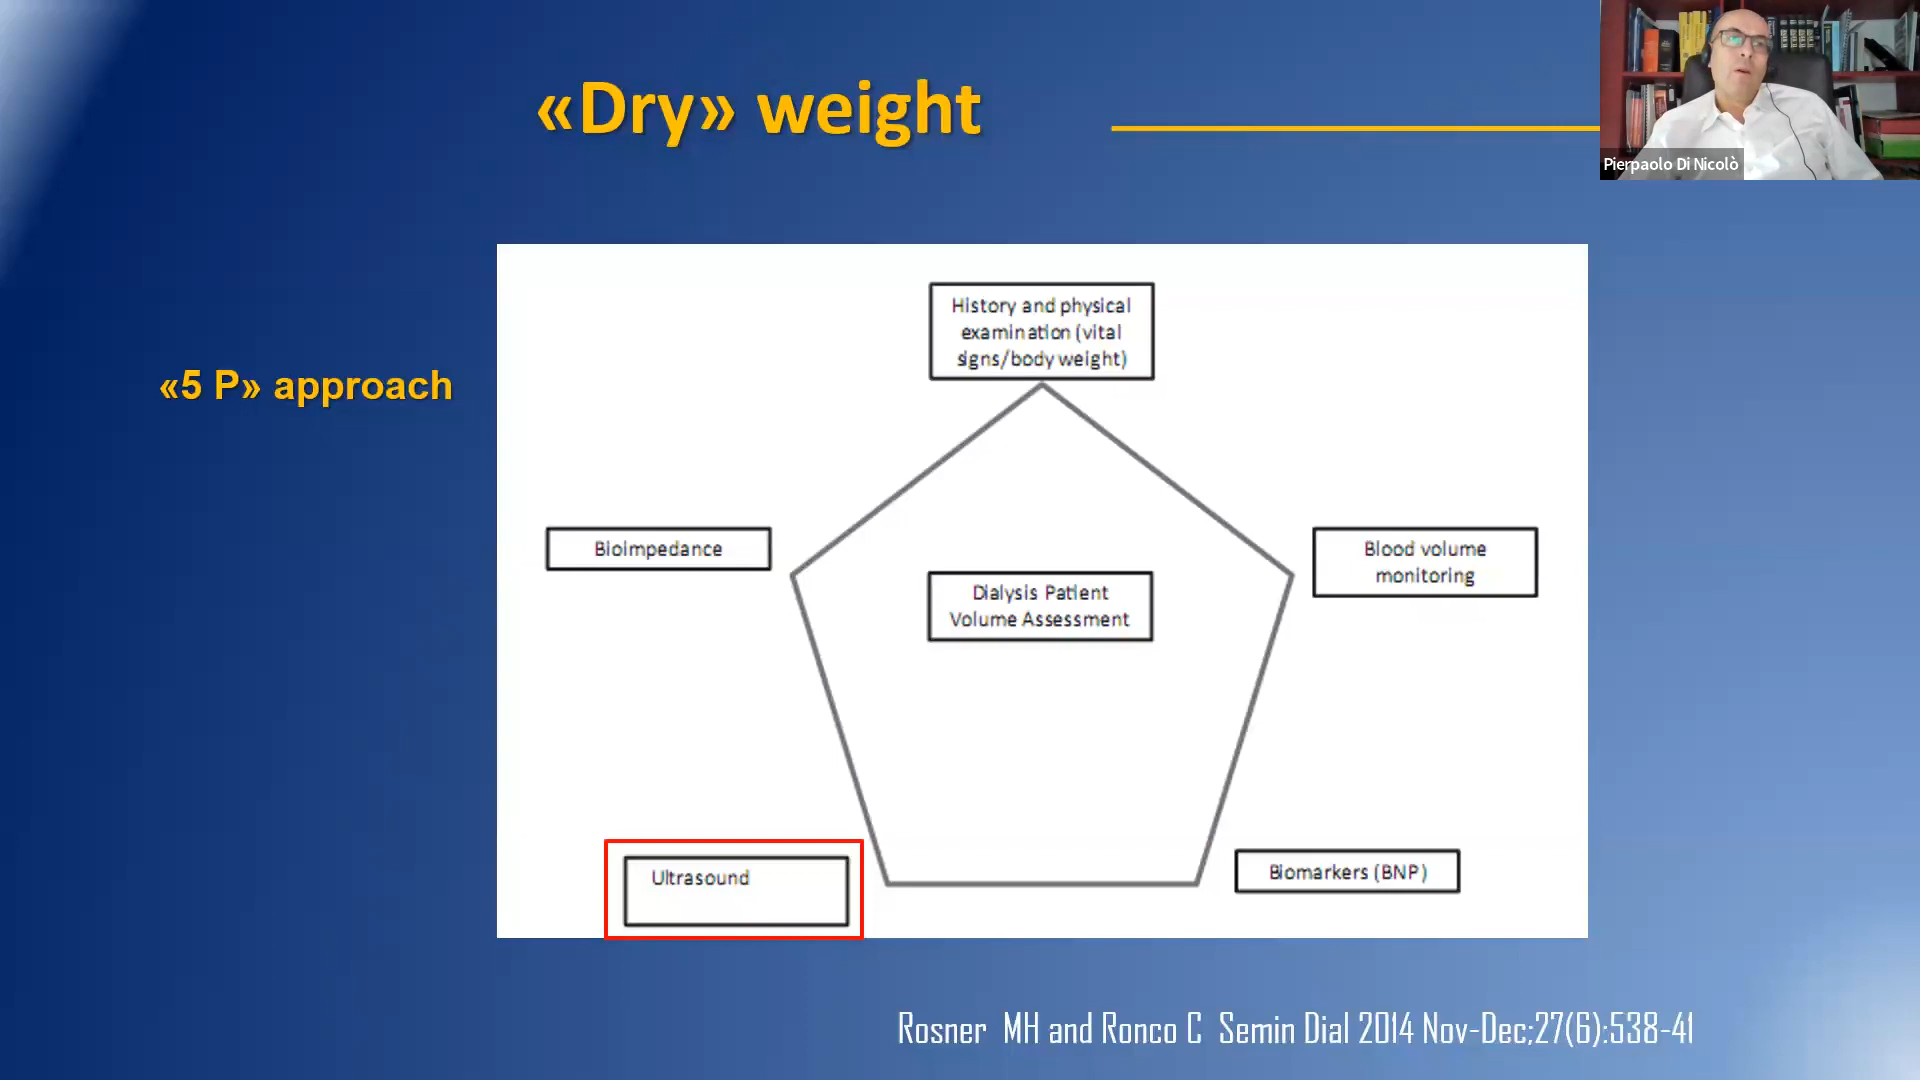 «Dry» weight
Pierpaolo Di Nicolò
«5 P» approach
History and physical
examination (vital
signs/body weight)
Bioimpedance
Blood volume
monitoring
Dialysis Patient
Volume Assessment
Ultrasound
Biomarkers (BNP)
Rosner MH and Ronco C Semin Dial 2014 Nov-Dec;27(6):538-41